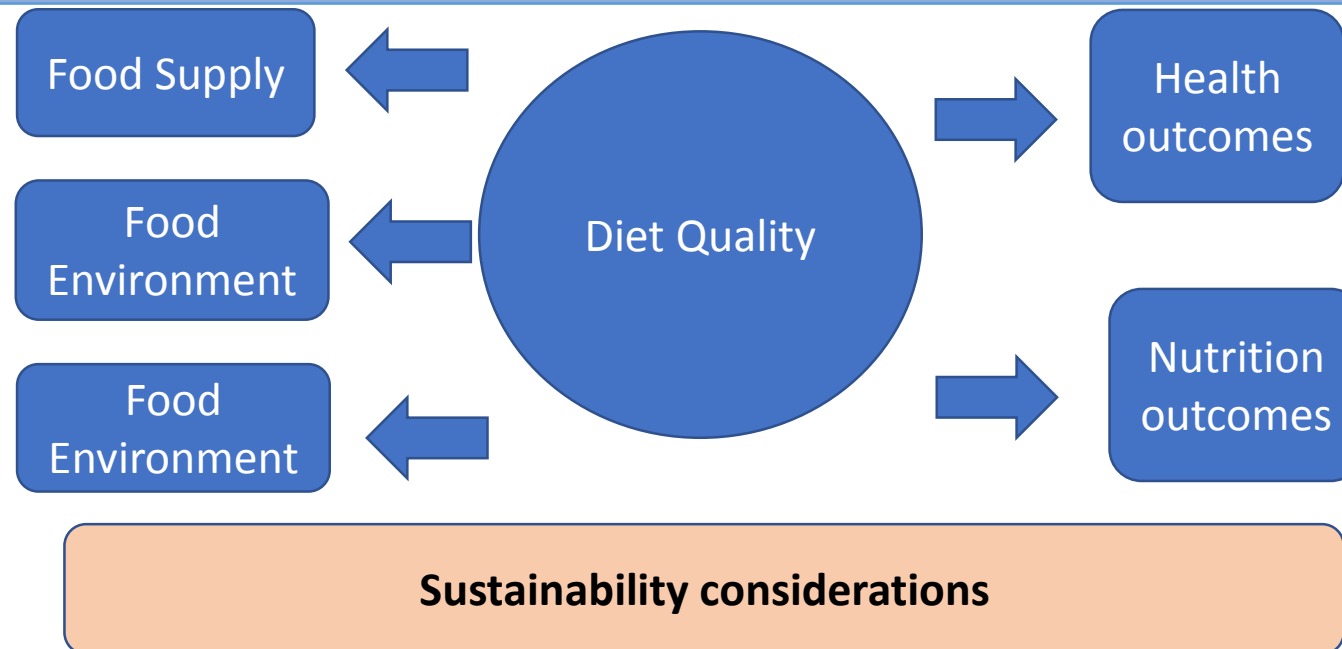 Food Supply
Food
Environment
Food
Environment
Diet Quality
Health
outcomes
Nutrition
outcomes
Sustainability considerations